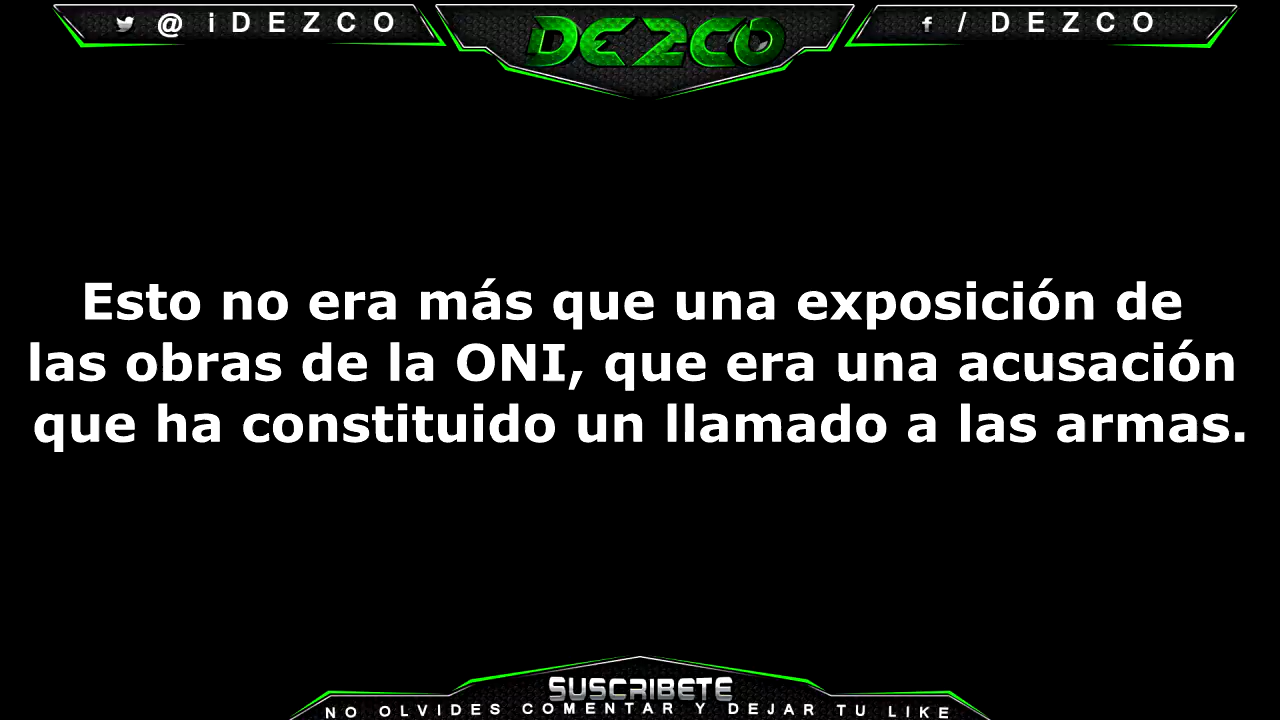 @iDEZCO
DEZCO
/DEZCO
Esto no era más que una exposición de
las obras de la ONI, que era una acusación
que ha constituido un llamado a las armas.
SUSCRIBETE
NO OLVIDES COMENTAR Y DEJAR TU LIKE